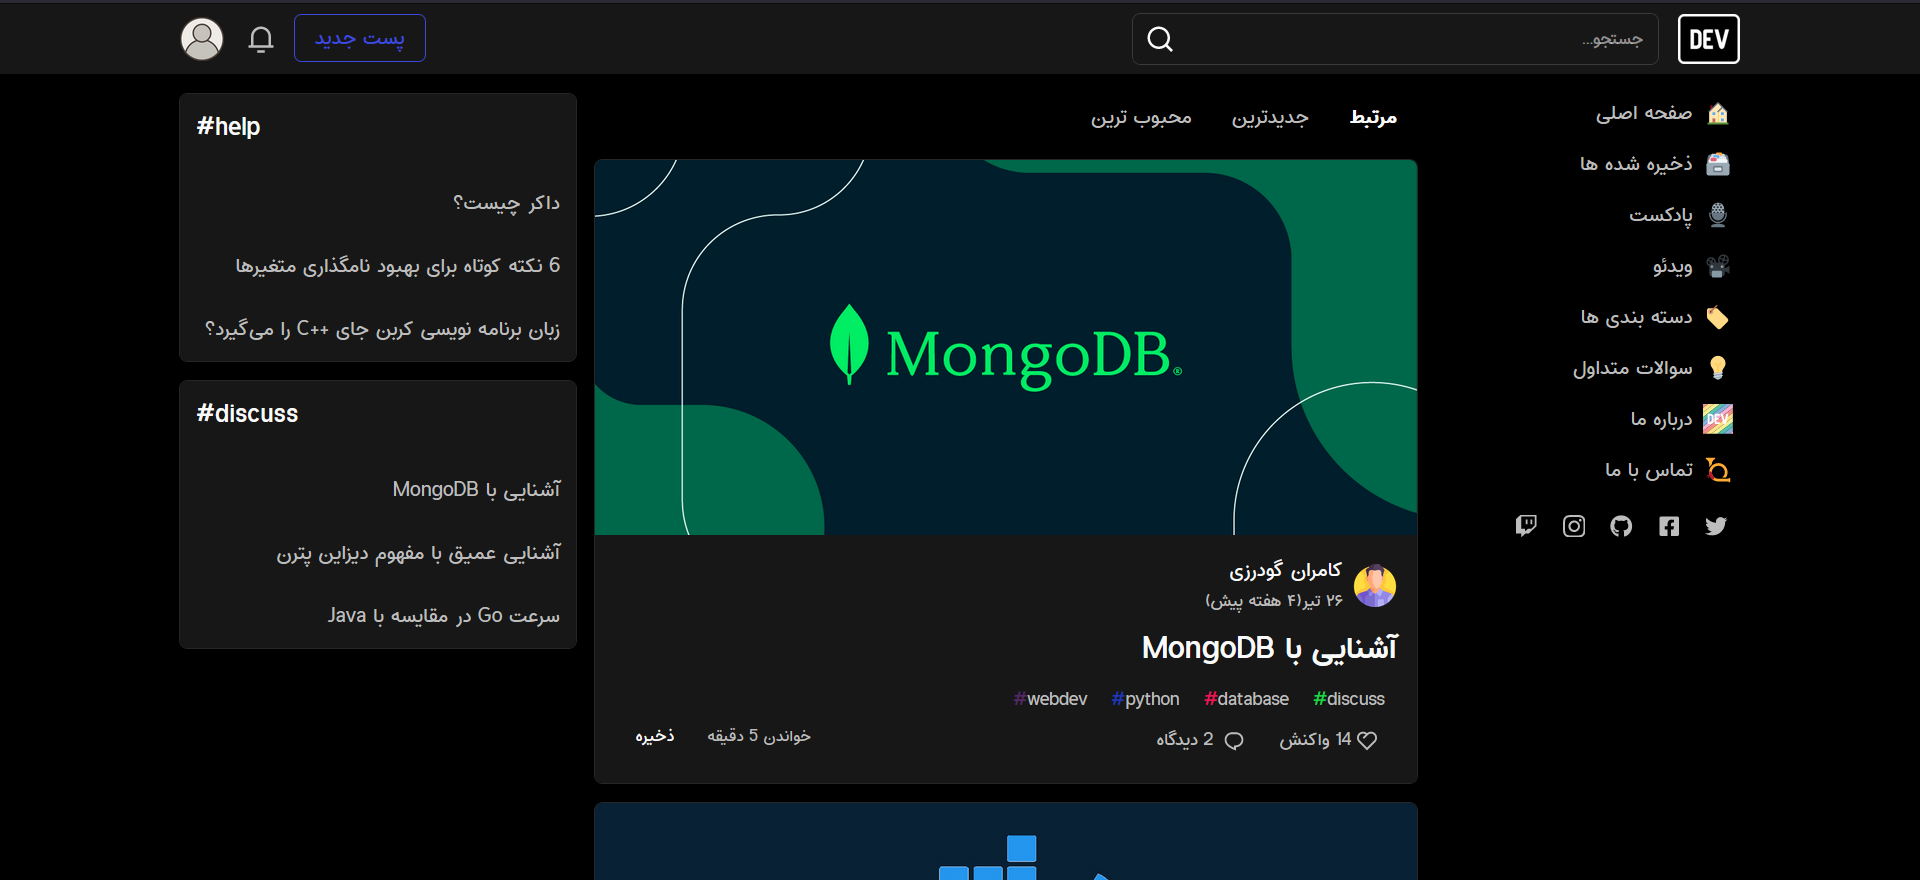 DEV
جستجو...
پست جدید
صفحه اصلی
ذخیره شده ها
پادکست
ویدئو
دسته بندی ها
سوالات متداول
DEV
درباره ما
تماس با ما
مرتبط
جدیدترین
محبوب ترین
MongoDB®
کامران گودرزی
۲۶ تیر(۴ هفته پیش)
آشنایی با MongoDB
#discuss #database #python #webdev
14 واکنش
2 دیدگاه
خواندن 5 دقیقه
ذخیره
#help
داکر چیست؟
6 نکته کوتاه برای بهبود نامگذاری متغیرها
زبان برنامه نویسی کربن جای C++ را می‌گیرد؟
#discuss
آشنایی با MongoDB
آشنایی عمیق با مفهوم دیزاین پترن
سرعت Go در مقایسه با Java